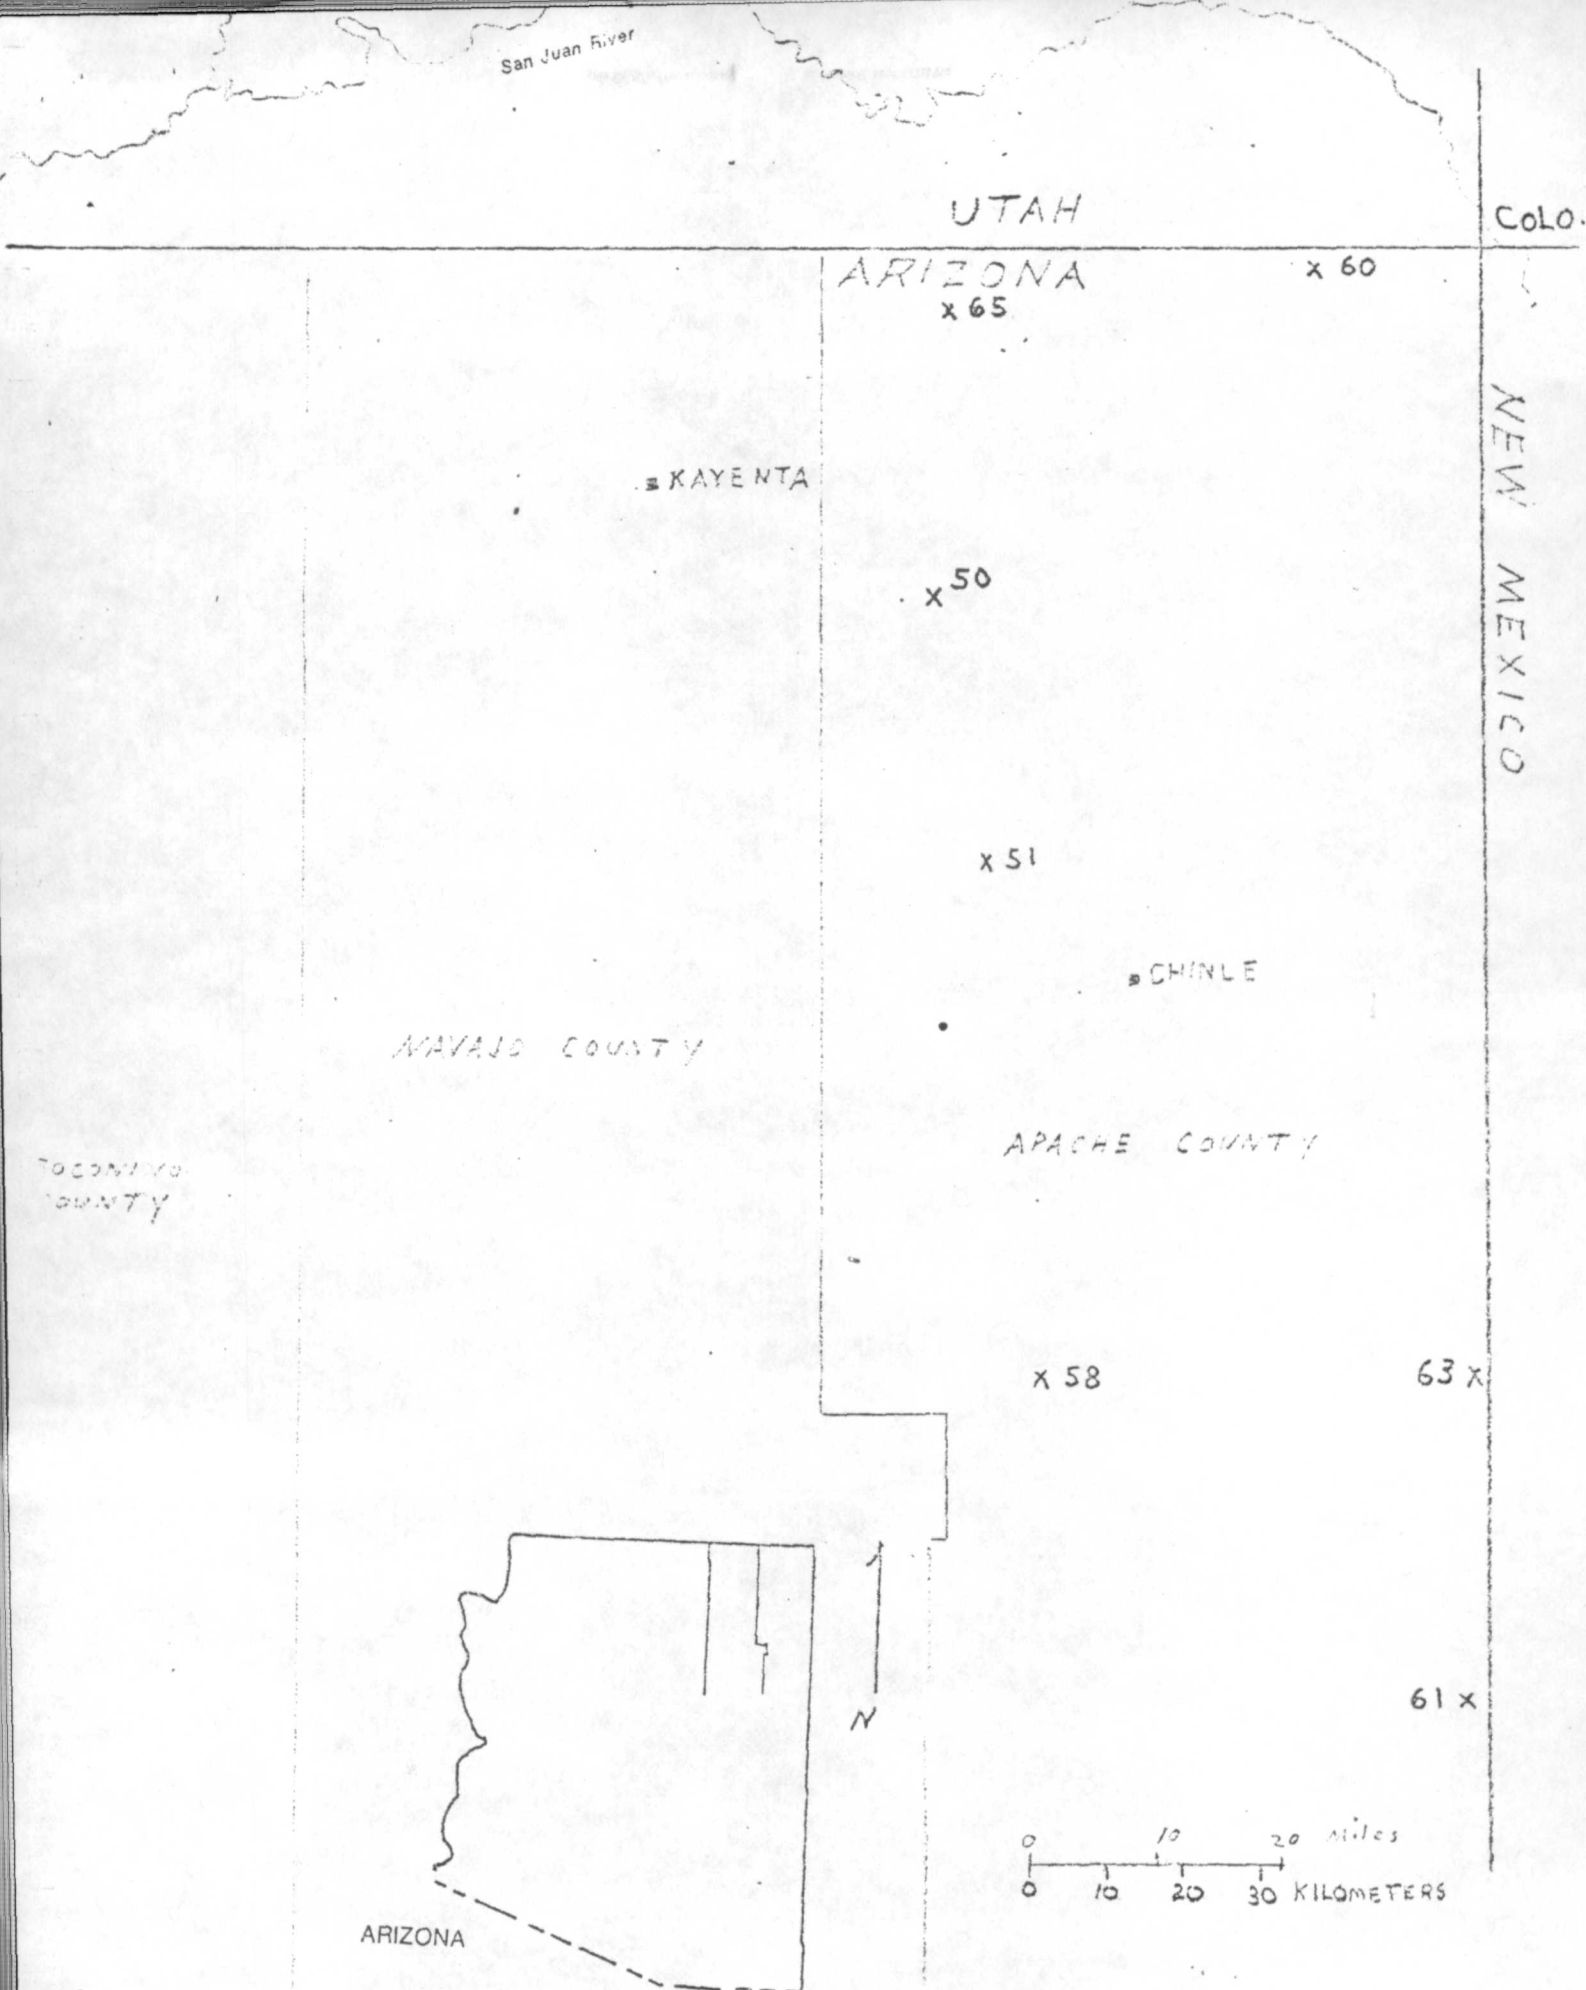 San Juan River
UTAH
COLO.
ARIZONA
x 60
x 65
NEW MEXICO
KAYENTA
x 50
x 51
CHINLE
NAVAJO COUNTY
APACHE COUNTY
COUNTY
x 58
63 x
61 x
N
0 10 20 Miles
0 10 20 30 KILOMETERS
ARIZONA